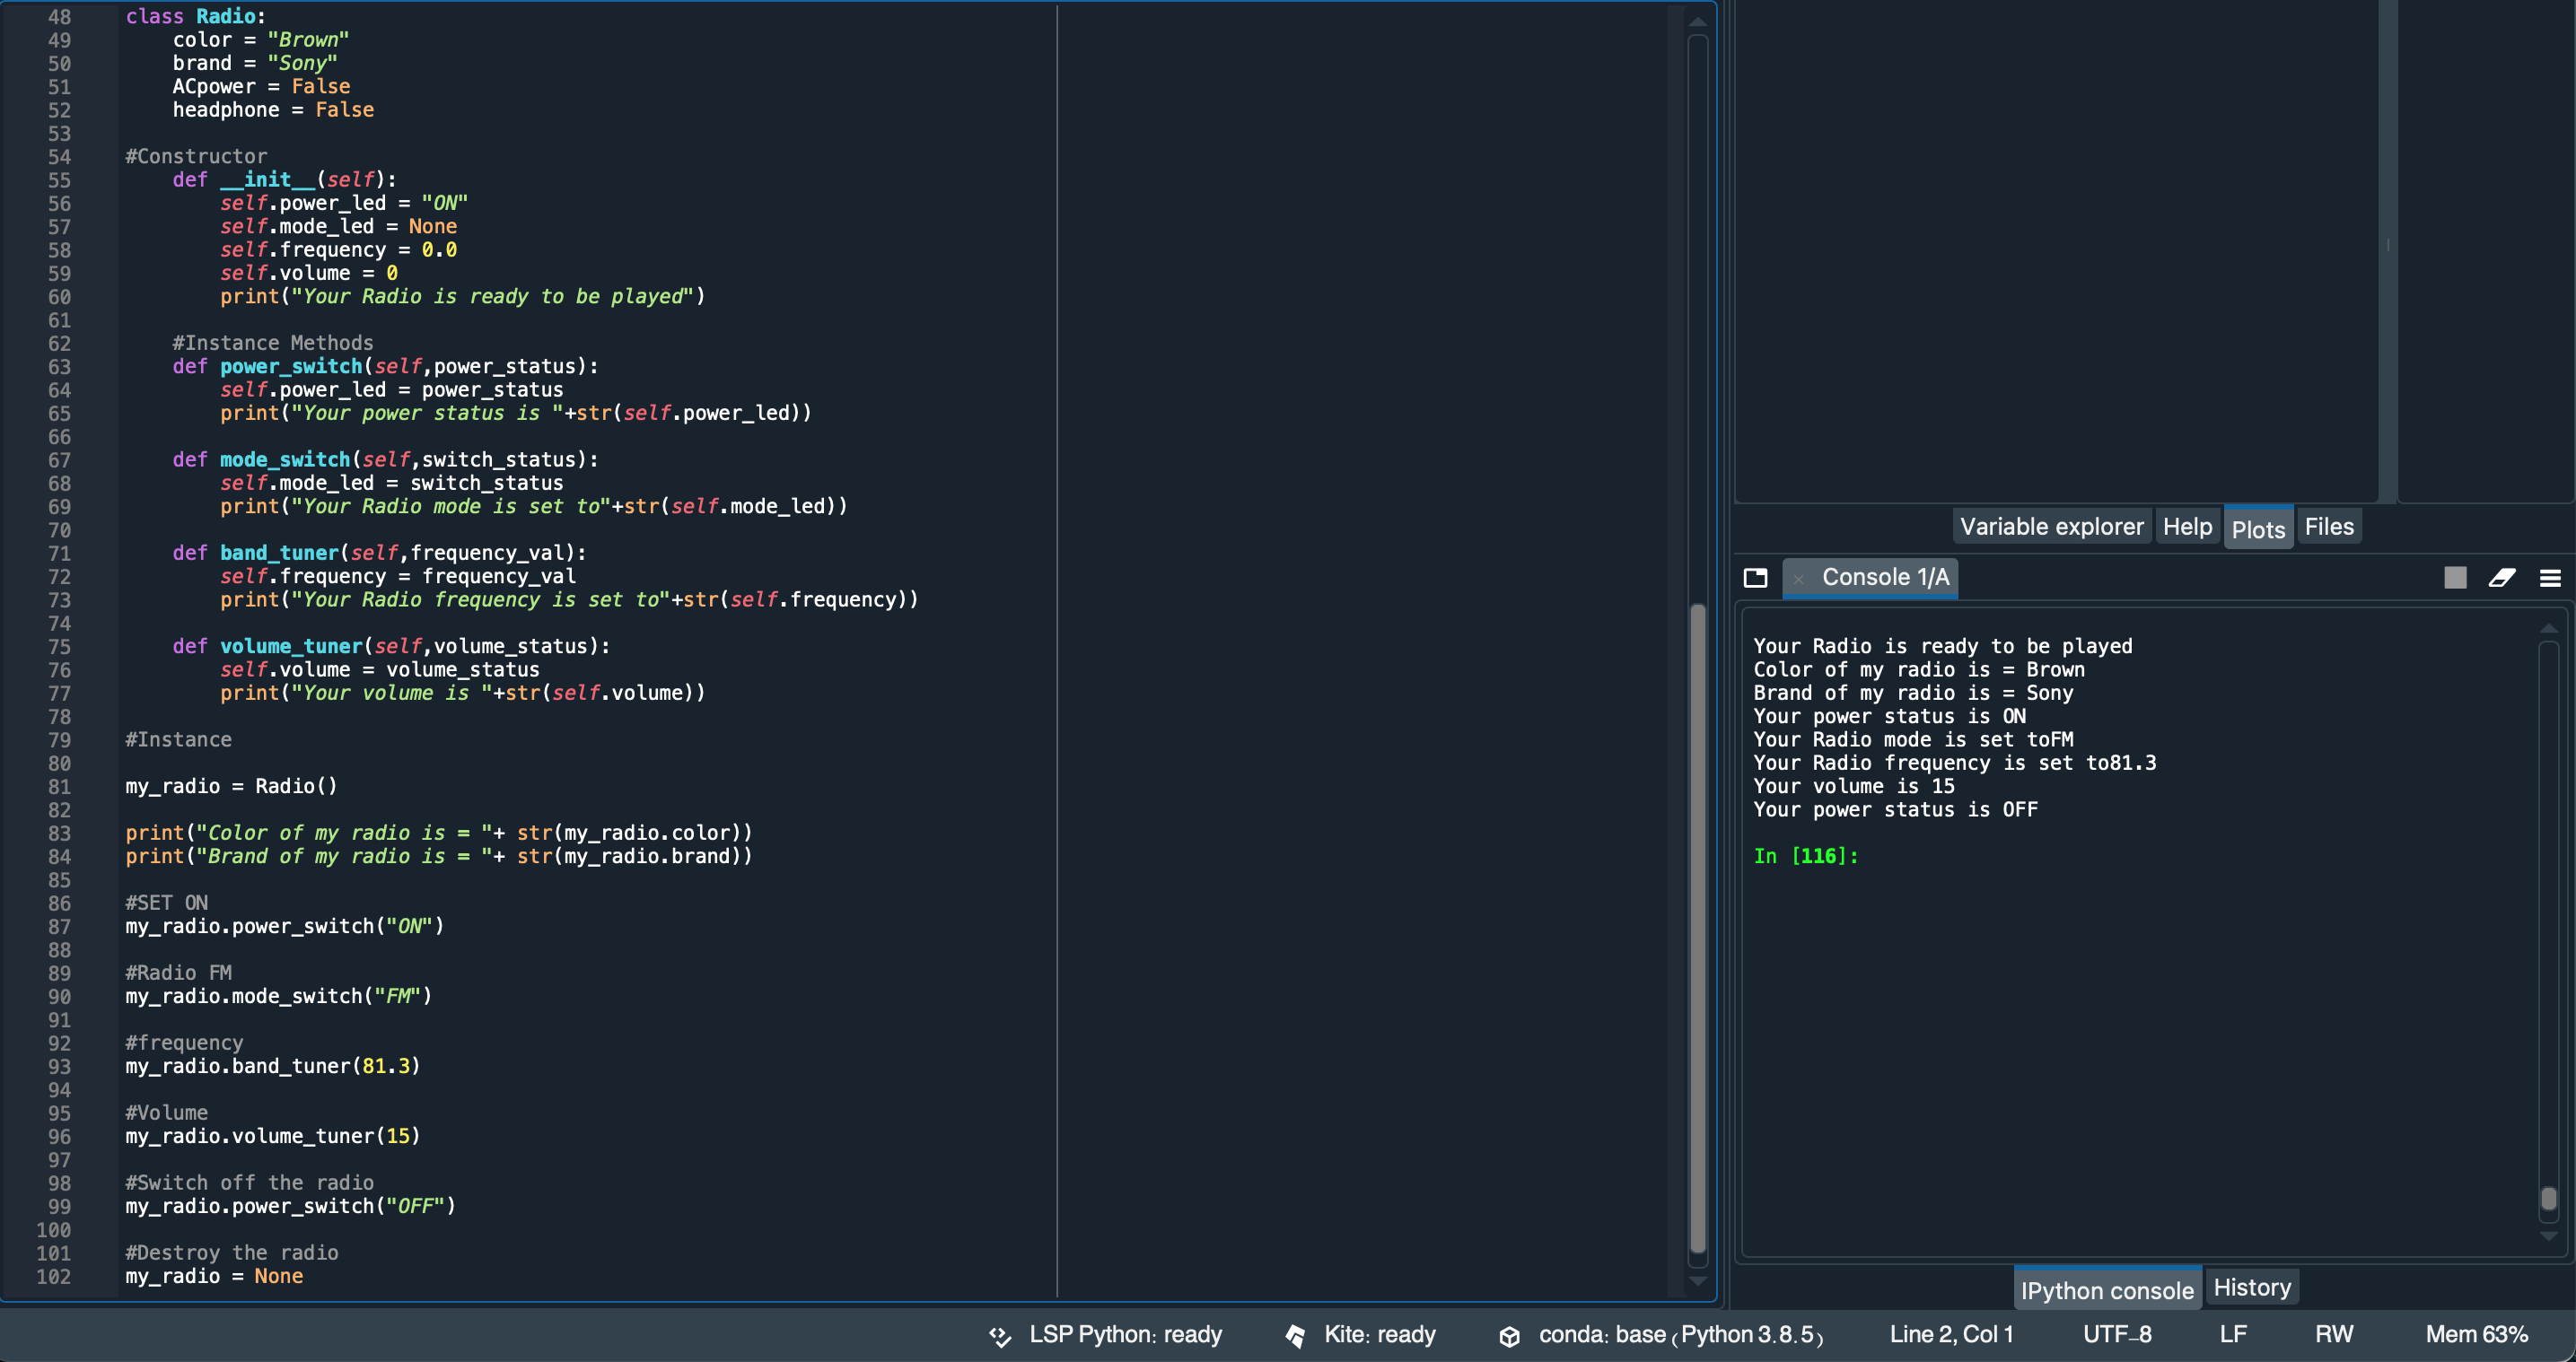 48 class Radio:
49     color = "Brown"
50     brand = "Sony"
51     ACpower = False
52     headphone = False
53
54 #Constructor
55     def __init__(self):
56         self.power_led = "ON"
57         self.mode_led = None
58         self.frequency = 0.0
59         self.volume = 0
60         print("Your Radio is ready to be played")
61
62     #Instance Methods
63     def power_switch(self,power_status):
64         self.power_led = power_status
65         print("Your power status is "+str(self.power_led))
66
67     def mode_switch(self,switch_status):
68         self.mode_led = switch_status
69         print("Your Radio mode is set to"+str(self.mode_led))
70
71     def band_tuner(self,frequency_val):
72         self.frequency = frequency_val
73         print("Your Radio frequency is set to"+str(self.frequency))
74
75     def volume_tuner(self,volume_status):
76         self.volume = volume_status
77         print("Your volume is "+str(self.volume))
78
79 #Instance
80
81 my_radio = Radio()
82
83 print("Color of my radio is = "+ str(my_radio.color))
84 print("Brand of my radio is = "+ str(my_radio.brand))
85
86 #SET ON
87 my_radio.power_switch("ON")
88
89 #Radio FM
90 my_radio.mode_switch("FM")
91
92 #frequency
93 my_radio.band_tuner(81.3)
94
95 #Volume
96 my_radio.volume_tuner(15)
97
98 #Switch off the radio
99 my_radio.power_switch("OFF")
100
101 #Destroy the radio
102 my_radio = None
Variable explorer Help Plots Files
Console 1/A
Your Radio is ready to be played
Color of my radio is = Brown
Brand of my radio is = Sony
Your power status is ON
Your Radio mode is set toFM
Your Radio frequency is set to81.3
Your volume is 15
Your power status is OFF
In [116]:
IPython console History
LSP Python: ready Kite: ready conda: base (Python 3.8.5) Line 2, Col 1 UTF-8 LF RW Mem 63%